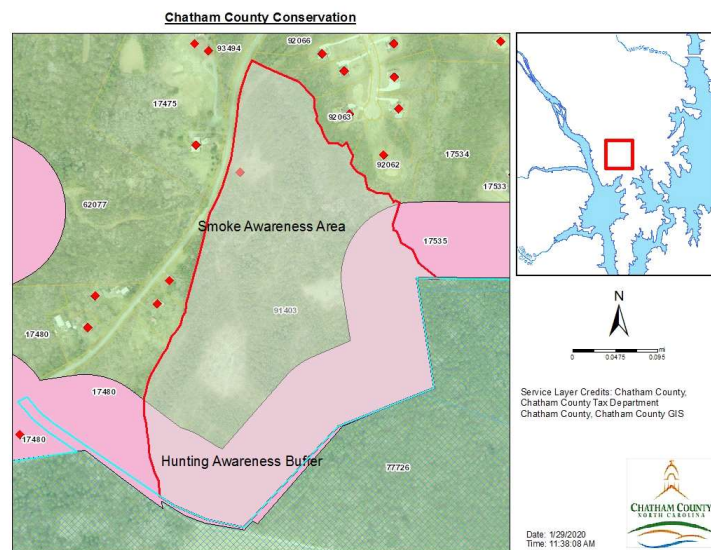 Chatham County Conservation
93494
92066
17475
92063
17534
92062
17533
62077
Smoke Awareness Area
17535
91403
17480
17480
17480
Hunting Awareness Buffer
77726
N
0 0.0475 0.095
mi
Service Layer Credits: Chatham County,
Chatham County Tax Department
Chatham County, Chatham County GIS
Date: 1/29/2020
Time: 11:38:08 AM
CHATHAM COUNTY
NORTH CAROLINA